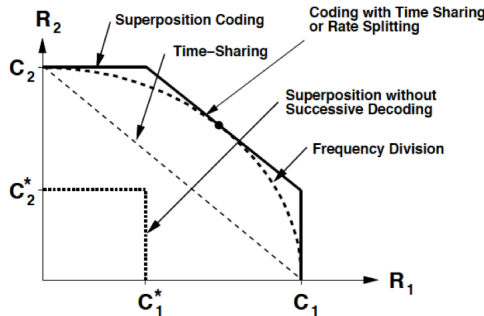 R2
Superposition Coding
Coding with Time Sharing
or Rate Splitting
C2
Time–Sharing
Superposition without
Successive Decoding
Frequency Division
C2*
R1
C1*
C1